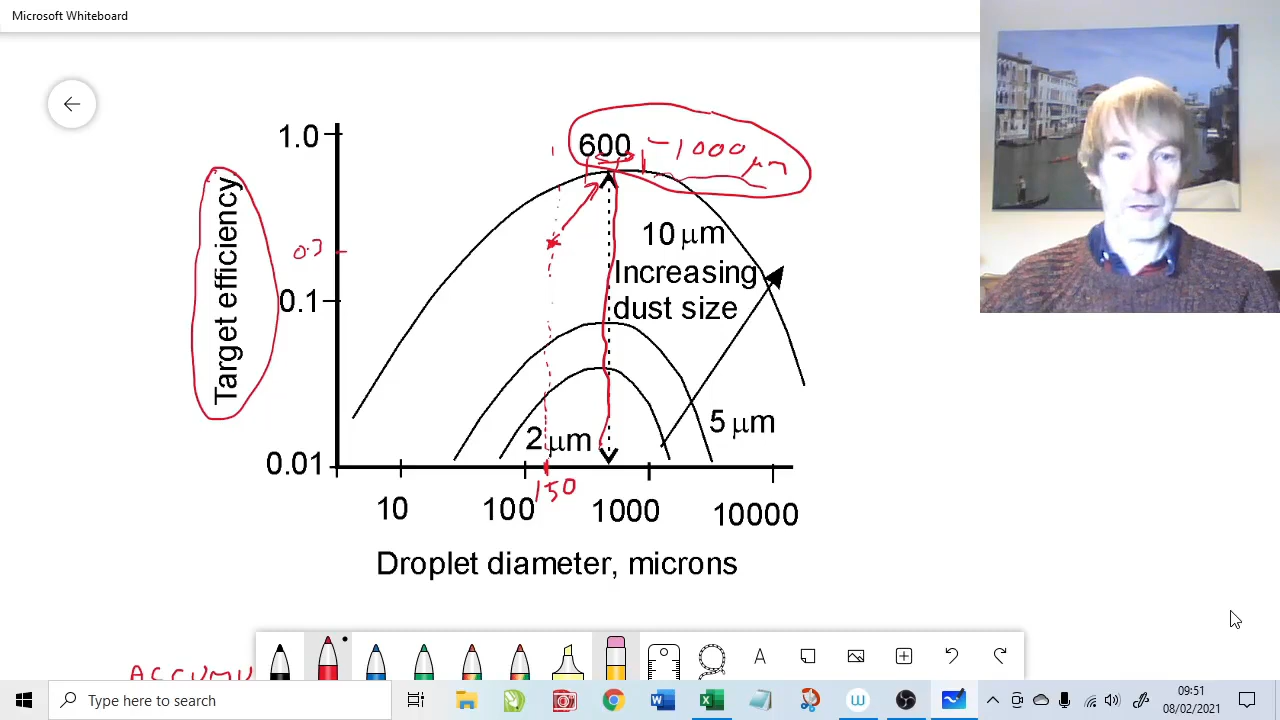 Microsoft Whiteboard
600 - 1000 μm
1.0
Target efficiency
0.3
10 μm
Increasing
dust size
0.1
5 μm
2 μm
0.01
150
10 100 1000 10000
Droplet diameter, microns
ACCUMU
A
W
Type here to search
09:51
08/02/2021